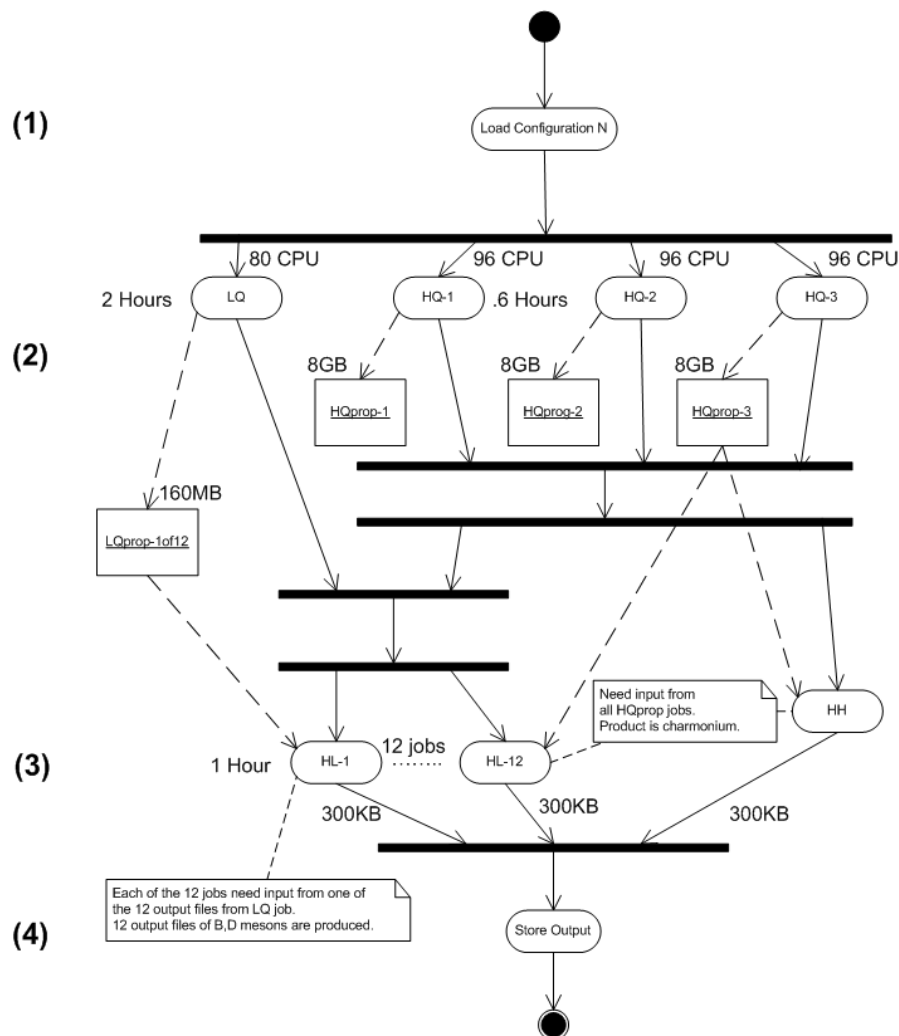 (1)
Load Configuration N
80 CPU
96 CPU
96 CPU
96 CPU
2 Hours
LQ
HQ-1
.6 Hours
HQ-2
HQ-3
(2)
8GB
8GB
8GB
HQprop-1
HQprog-2
HQprop-3
160MB
LQprop-1of12
Need input from
all HQprop jobs.
Product is charmonium.
HH
(3)
1 Hour
HL-1
12 jobs
HL-12
300KB
300KB
300KB
Each of the 12 jobs need input from one of
the 12 output files from LQ job.
12 output files of B,D mesons are produced.
(4)
Store Output